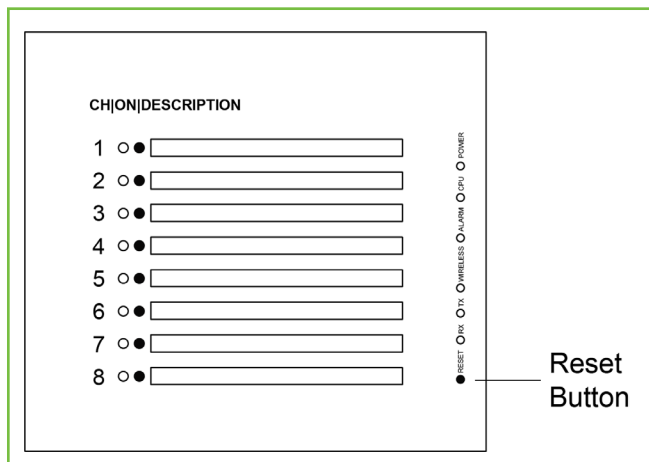 CH|ON|DESCRIPTION
1
2
3
4
5
6
7
8
POWER
CPU
ALARM
WIRELESS
TX
RX
RESET
Reset
Button